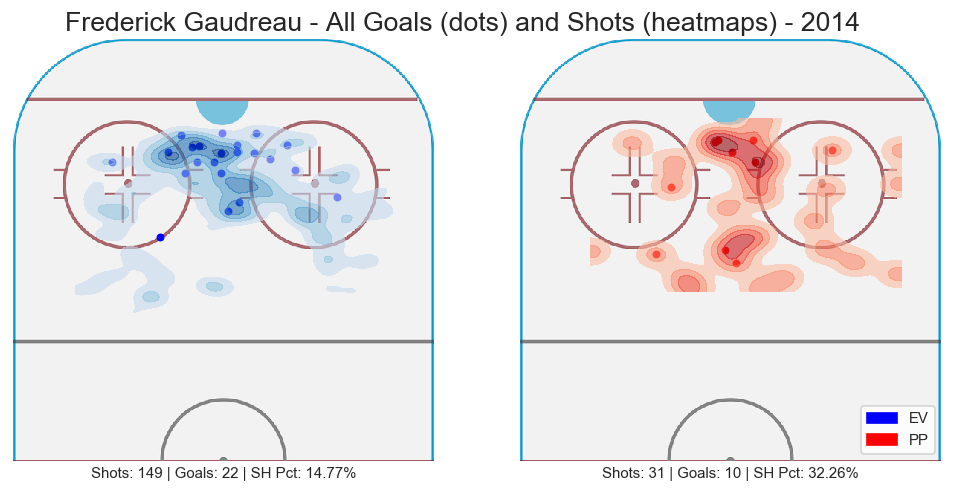 Frederick Gaudreau - All Goals (dots) and Shots (heatmaps) - 2014
EV
PP
Shots: 149 | Goals: 22 | SH Pct: 14.77%
Shots: 31 | Goals: 10 | SH Pct: 32.26%